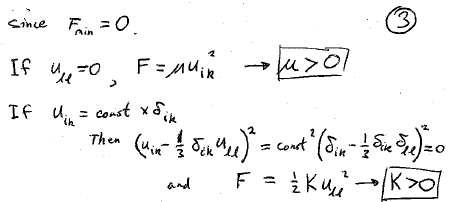 since F_min = 0. ③
If u_ll = 0, F = μ u_ik² → μ > 0
If u_ik = const × δ_ik
Then (u_ik - 1/3 δ_ik u_ll)² = const² (δ_ik - 1/3 δ_ik δ_ll)² = 0
and F = 1/2 K u_ll² → K > 0